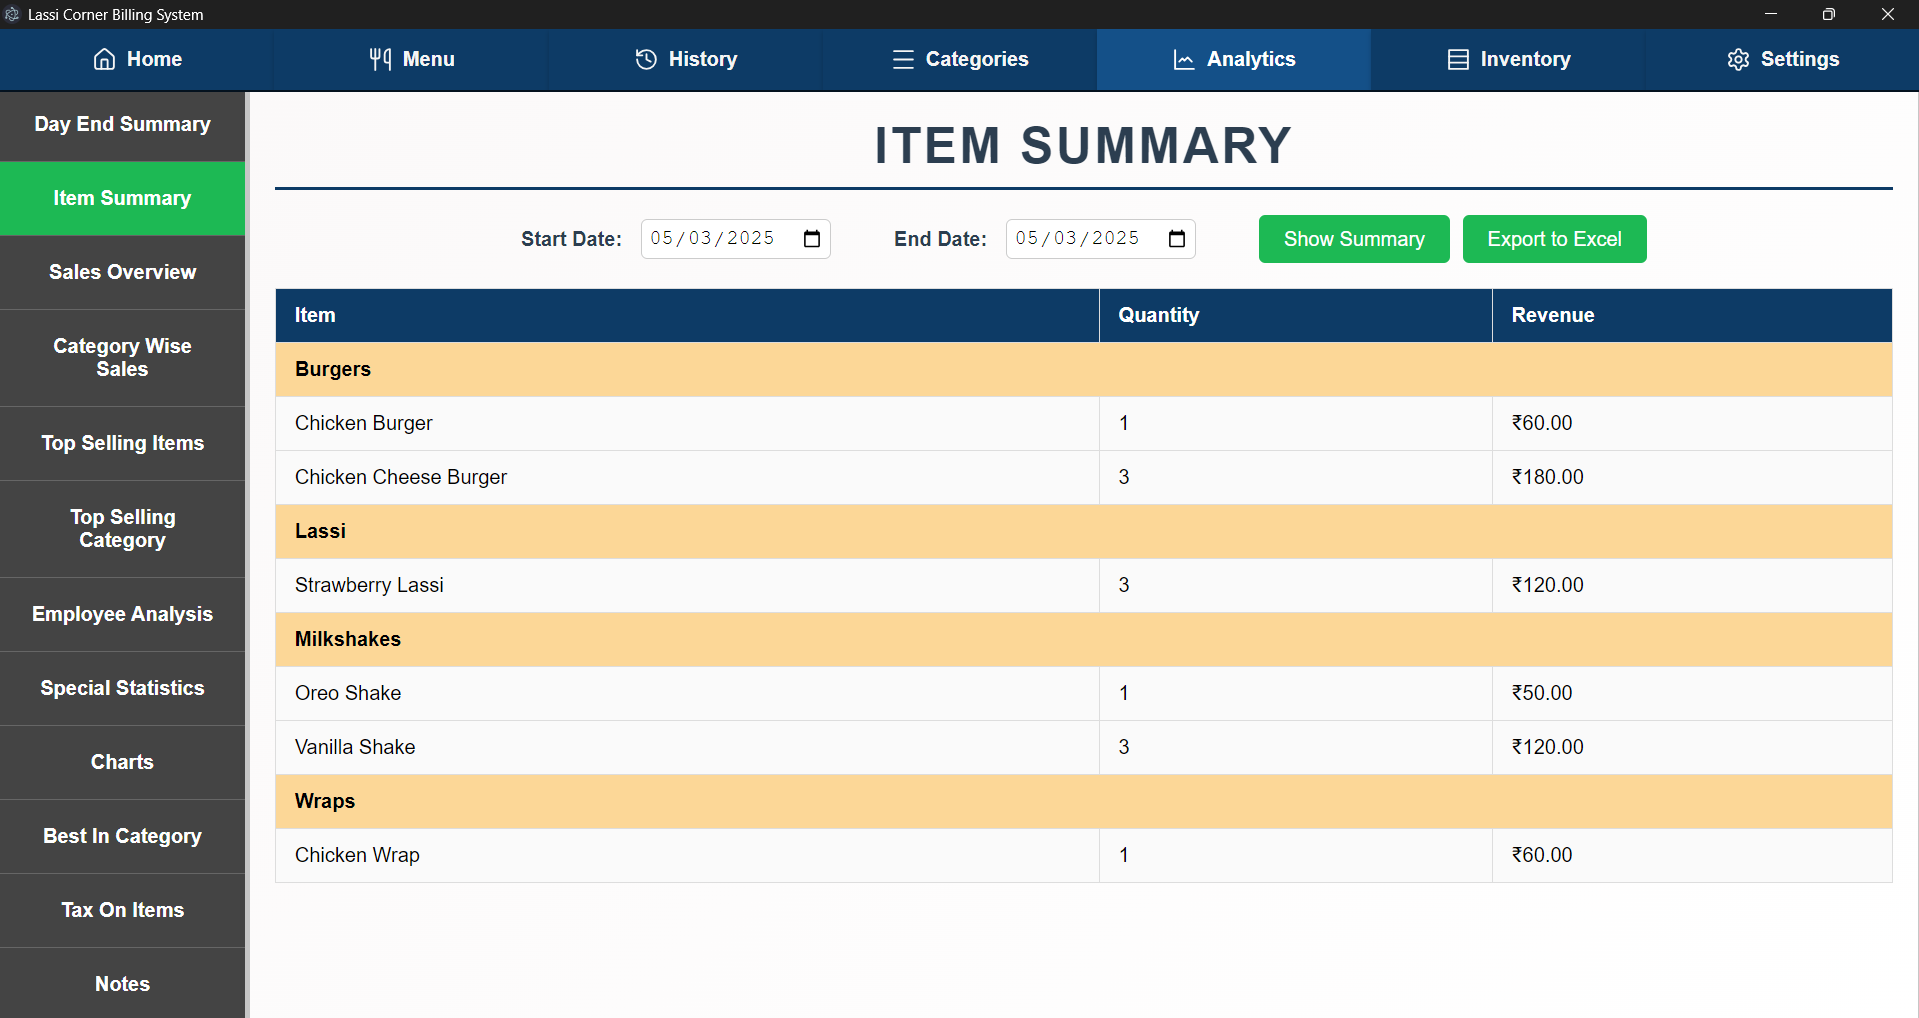 Lassi Corner Billing System
Home Menu History Categories Analytics Inventory Settings
Day End Summary
Item Summary
Sales Overview
Category Wise
Sales
Top Selling Items
Top Selling
Category
Employee Analysis
Special Statistics
Charts
Best In Category
Tax On Items
Notes
ITEM SUMMARY
Start Date: 05/03/2025 End Date: 05/03/2025 Show Summary Export to Excel
Item Quantity Revenue
Burgers
Chicken Burger 1 ₹60.00
Chicken Cheese Burger 3 ₹180.00
Lassi
Strawberry Lassi 3 ₹120.00
Milkshakes
Oreo Shake 1 ₹50.00
Vanilla Shake 3 ₹120.00
Wraps
Chicken Wrap 1 ₹60.00